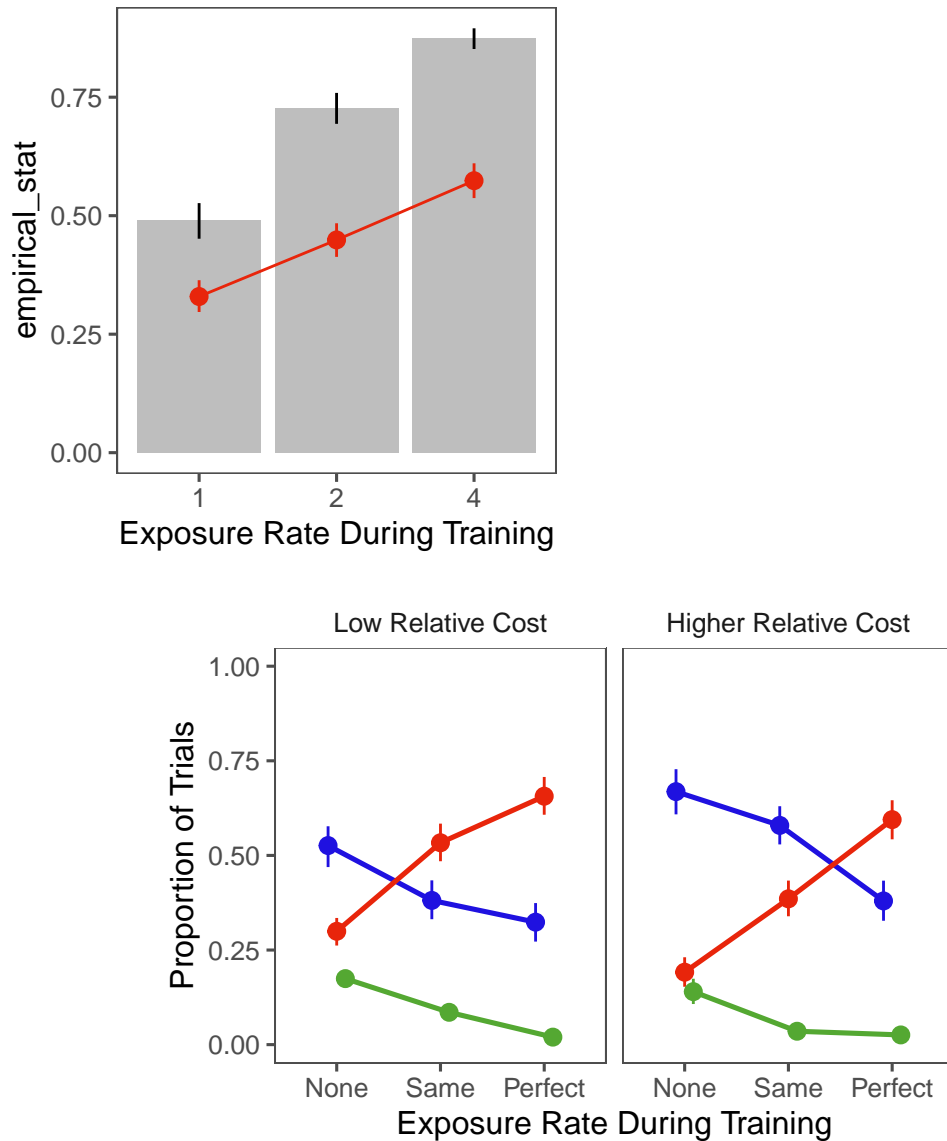 0.75
0.50
0.25
0.00
empirical_stat
1 2 4
Exposure Rate During Training
Low Relative Cost Higher Relative Cost
1.00
0.75
0.50
0.25
0.00
Proportion of Trials
None Same Perfect None Same Perfect
Exposure Rate During Training